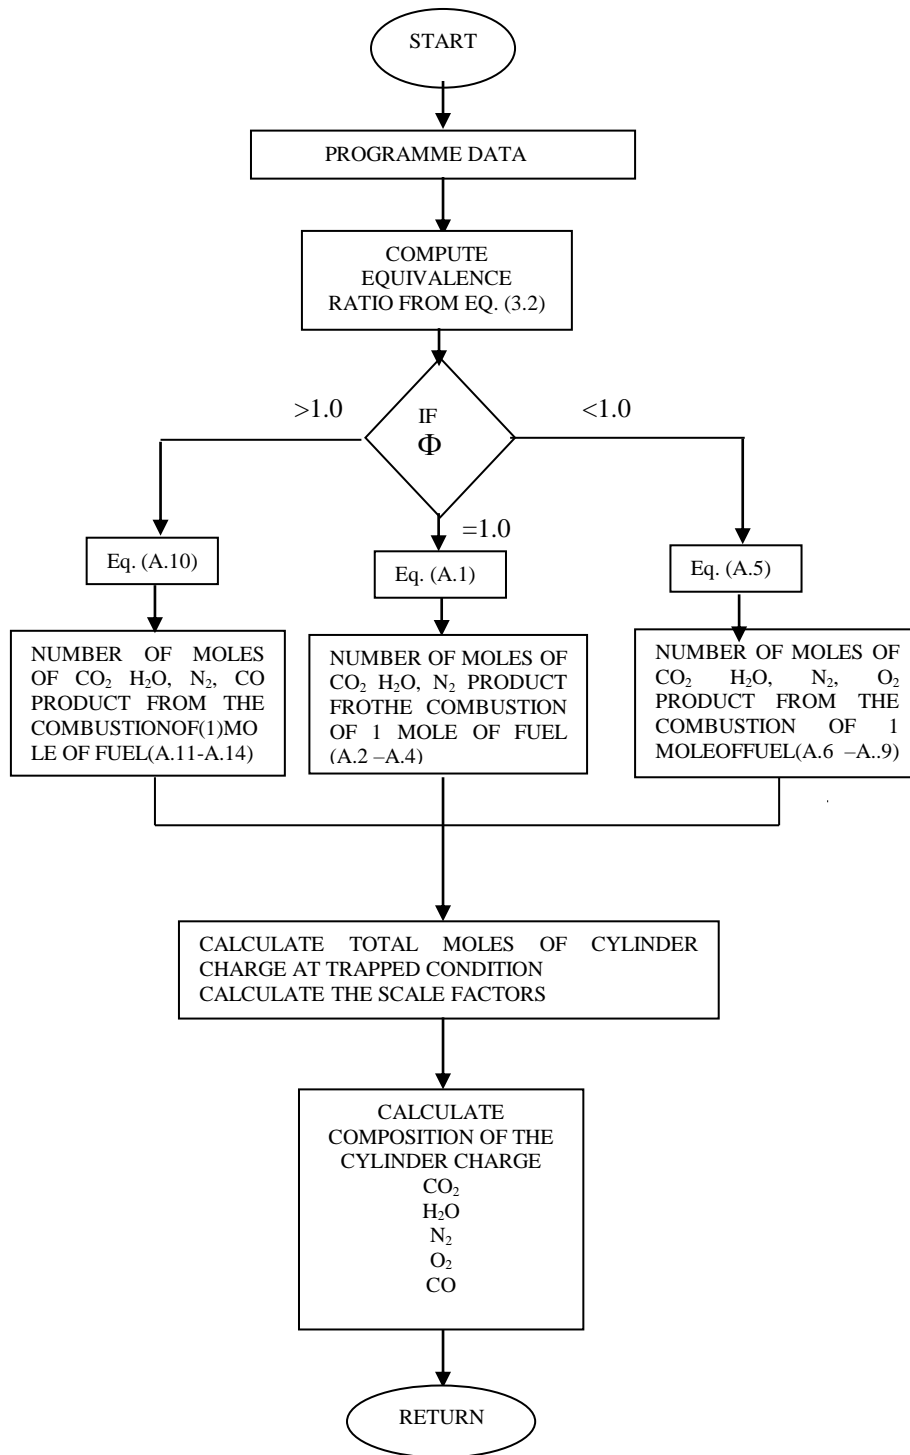 START
PROGRAMME DATA
COMPUTE
EQUIVALENCE
RATIO FROM EQ. (3.2)
>1.0
IF
Φ
<1.0
=1.0
Eq. (A.10)
Eq. (A.1)
Eq. (A.5)
NUMBER OF MOLES
OF CO₂ H₂O, N₂, CO
PRODUCT FROM THE
COMBUSTIONOF(1)MO
LE OF FUEL(A.11-A.14)
NUMBER OF MOLES OF
CO₂ H₂O, N₂ PRODUCT
FROTHE COMBUSTION
OF 1 MOLE OF FUEL
(A.2 –A.4)
NUMBER OF MOLES OF
CO₂ H₂O, N₂, O₂
PRODUCT FROM THE
COMBUSTION OF 1
MOLEOFFUEL(A.6 –A..9)
CALCULATE TOTAL MOLES OF CYLINDER
CHARGE AT TRAPPED CONDITION
CALCULATE THE SCALE FACTORS
CALCULATE
COMPOSITION OF THE
CYLINDER CHARGE
CO₂
H₂O
N₂
O₂
CO
RETURN